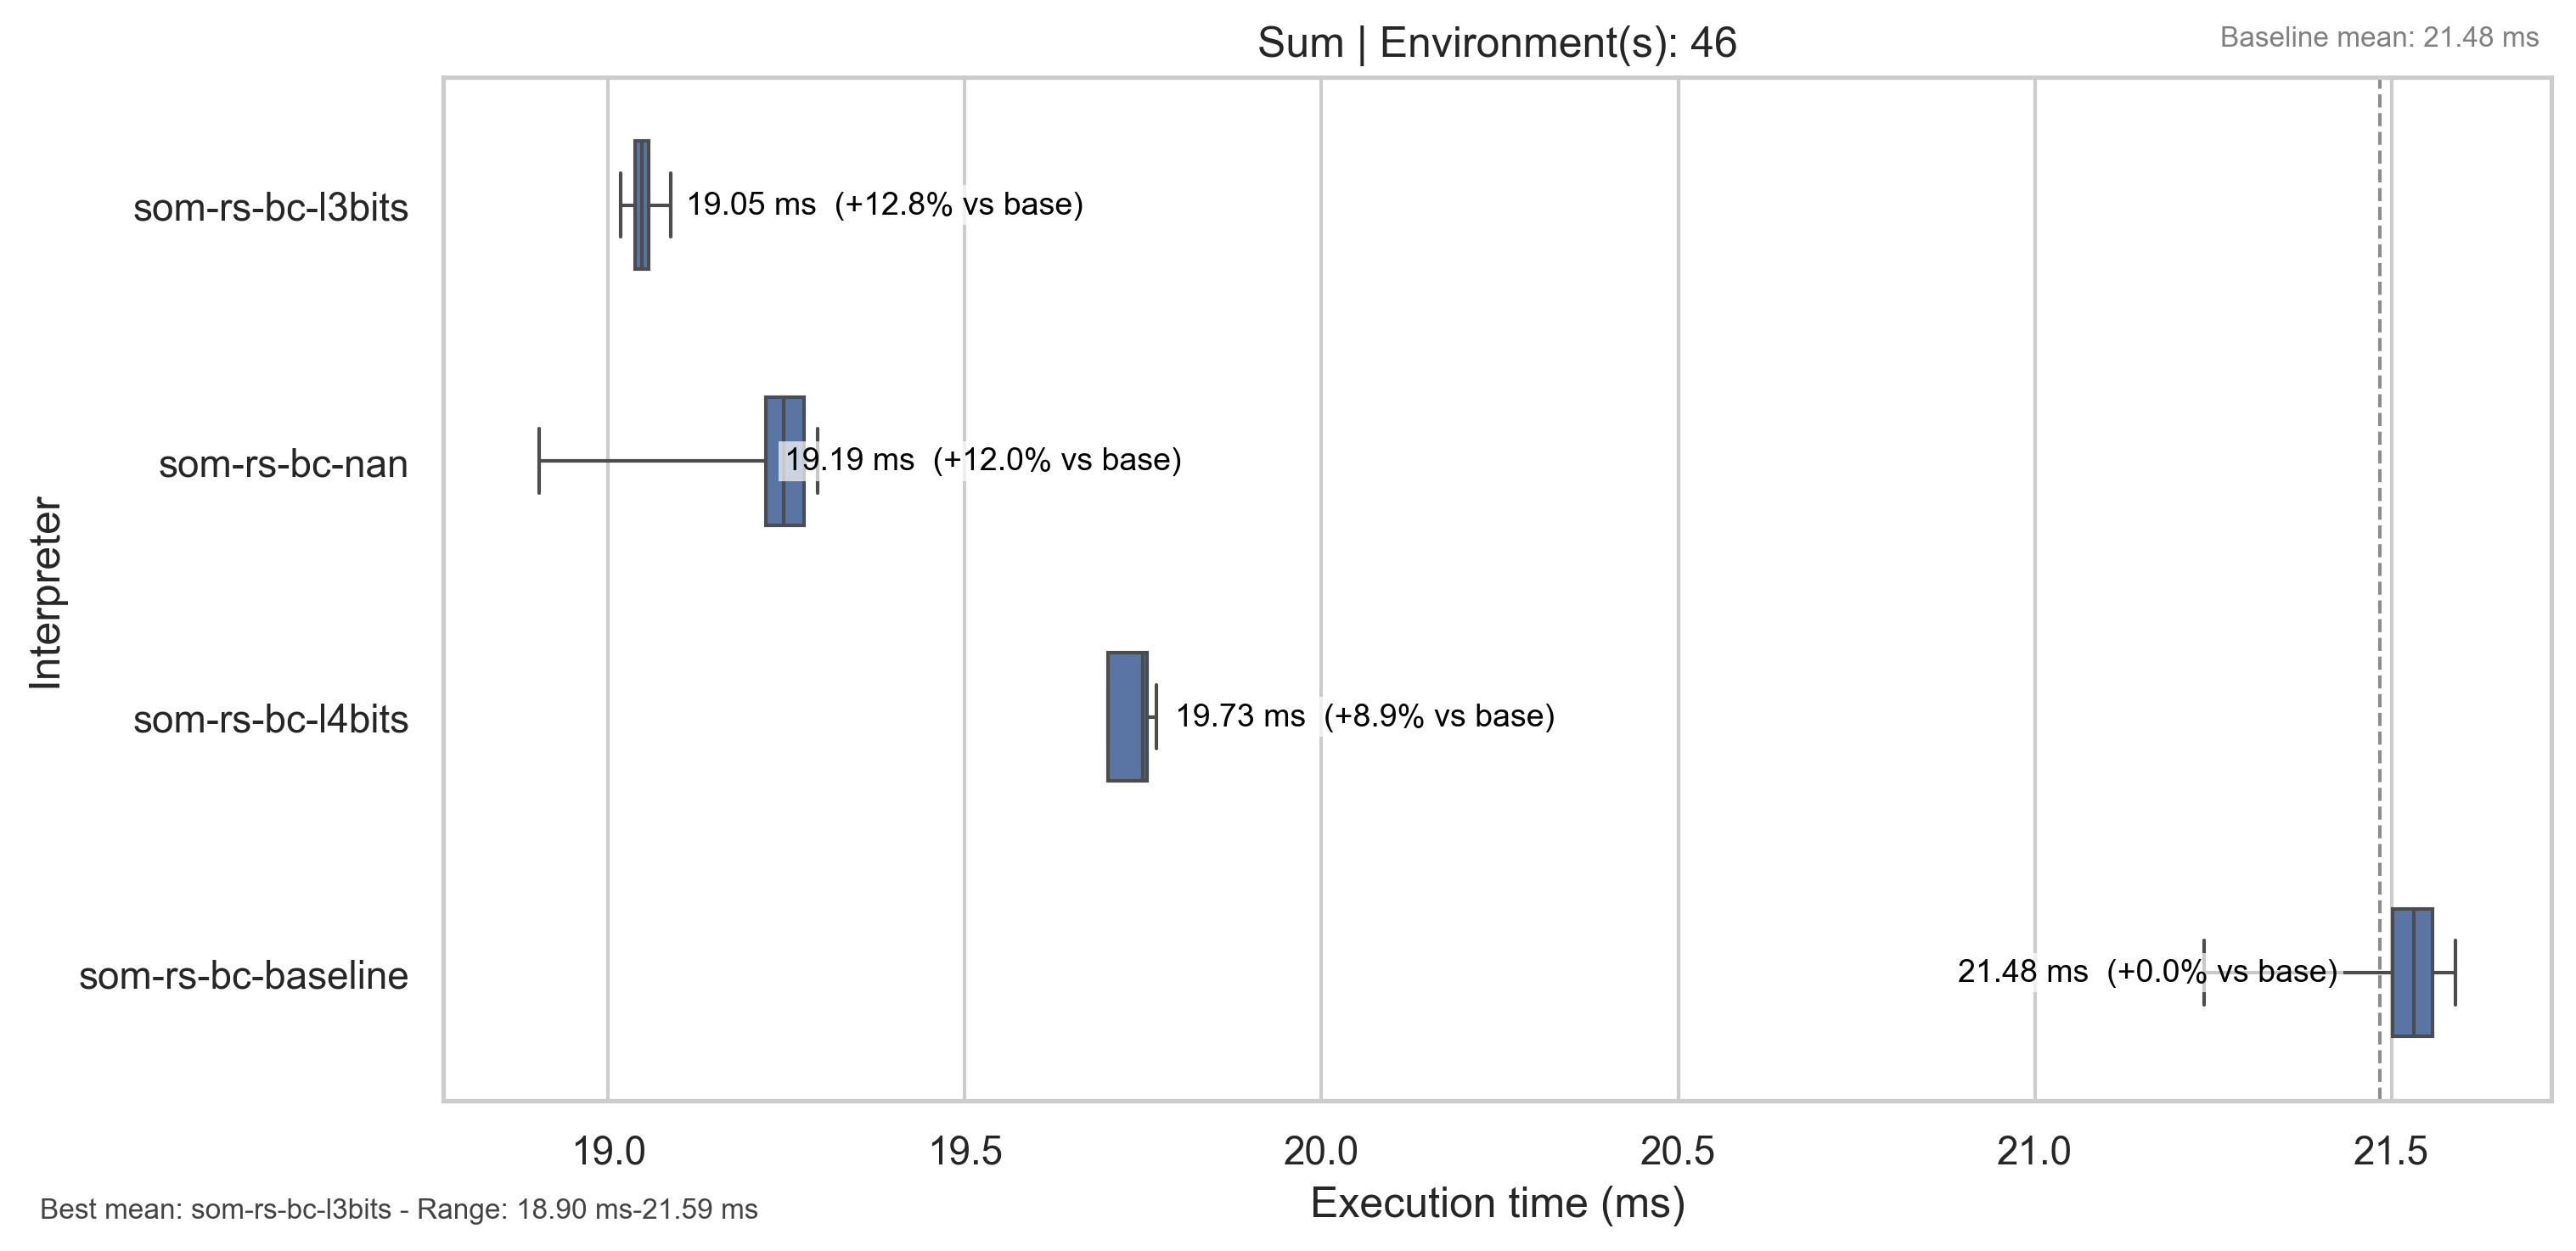 Sum | Environment(s): 46
Baseline mean: 21.48 ms
Interpreter
som-rs-bc-l3bits
19.05 ms (+12.8% vs base)
som-rs-bc-nan
19.19 ms (+12.0% vs base)
som-rs-bc-l4bits
19.73 ms (+8.9% vs base)
som-rs-bc-baseline
21.48 ms (+0.0% vs base)
19.0 19.5 20.0 20.5 21.0 21.5
Execution time (ms)
Best mean: som-rs-bc-l3bits - Range: 18.90 ms-21.59 ms